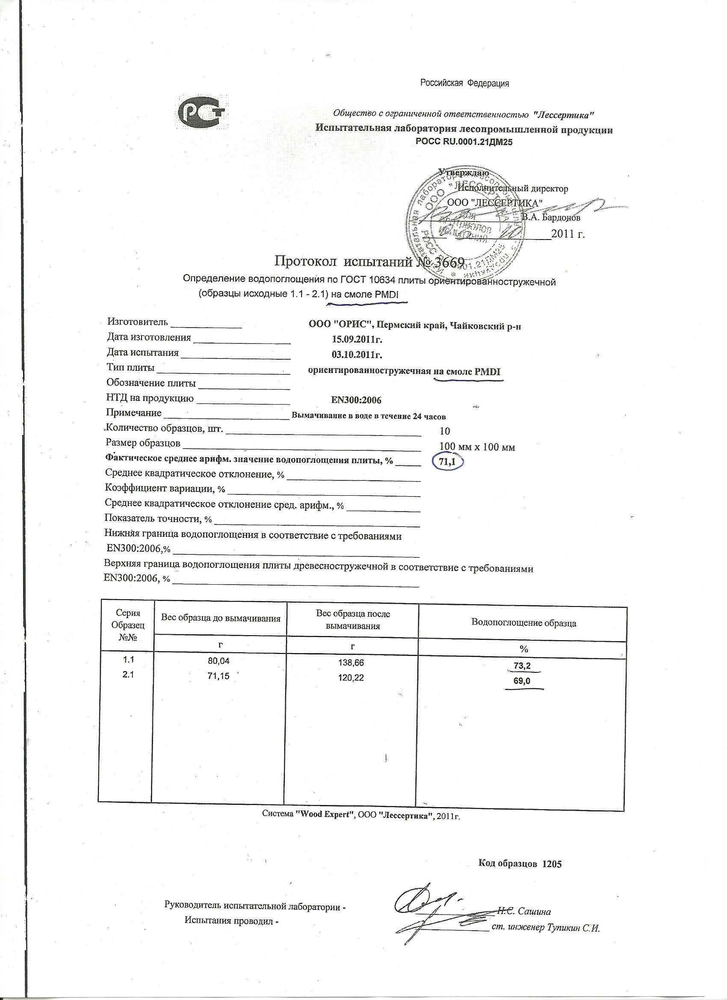 Российская Федерация
РСТ
Общество с ограниченной ответственностью "Лессертика"
Испытательная лаборатория лесопромышленной продукции
РОСС RU.0001.21ДМ25
Утверждаю
Исполнительный директор
ООО "ЛЕССЕРТИКА"
В.А. Бардонов
2011 г.
ООО "ЛЕССЕРТИКА"
для протоколов испытаний
Протокол испытаний № 3669
Определение водопоглощения по ГОСТ 10634 плиты ориентированностружечной
(образцы исходные 1.1 - 2.1) на смоле PMDI
Изготовитель ООО "ОРИС", Пермский край, Чайковский р-н
Дата изготовления 15.09.2011г.
Дата испытания 03.10.2011г.
Тип плиты ориентированностружечная на смоле PMDI
Обозначение плиты
НТД на продукцию EN300:2006
Примечание Вымачивание в воде в течение 24 часов
Количество образцов, шт. 10
Размер образцов 100 мм х 100 мм
Фактическое среднее арифм. значение водопоглощения плиты, % 71,1
Среднее квадратическое отклонение, %
Коэффициент вариации, %
Среднее квадратическое отклонение сред. арифм., %
Показатель точности, %
Нижняя граница водопоглощения в соответствие с требованиями
EN300:2006,%
Верхняя граница водопоглощения плиты древесностружечной в соответствие с требованиями
EN300:2006, %
Серия Образец №№ Вес образца до вымачивания Вес образца после вымачивания Водопоглощение образца
г г %
1.1 80,04 138,66 73,2
2.1 71,15 120,22 69,0
Система "Wood Expert", ООО "Лессертика", 2011г.
Код образцов 1205
Руководитель испытательной лаборатории - Н.С. Сашина
Испытания проводил - ст. инженер Тупикин С.И.